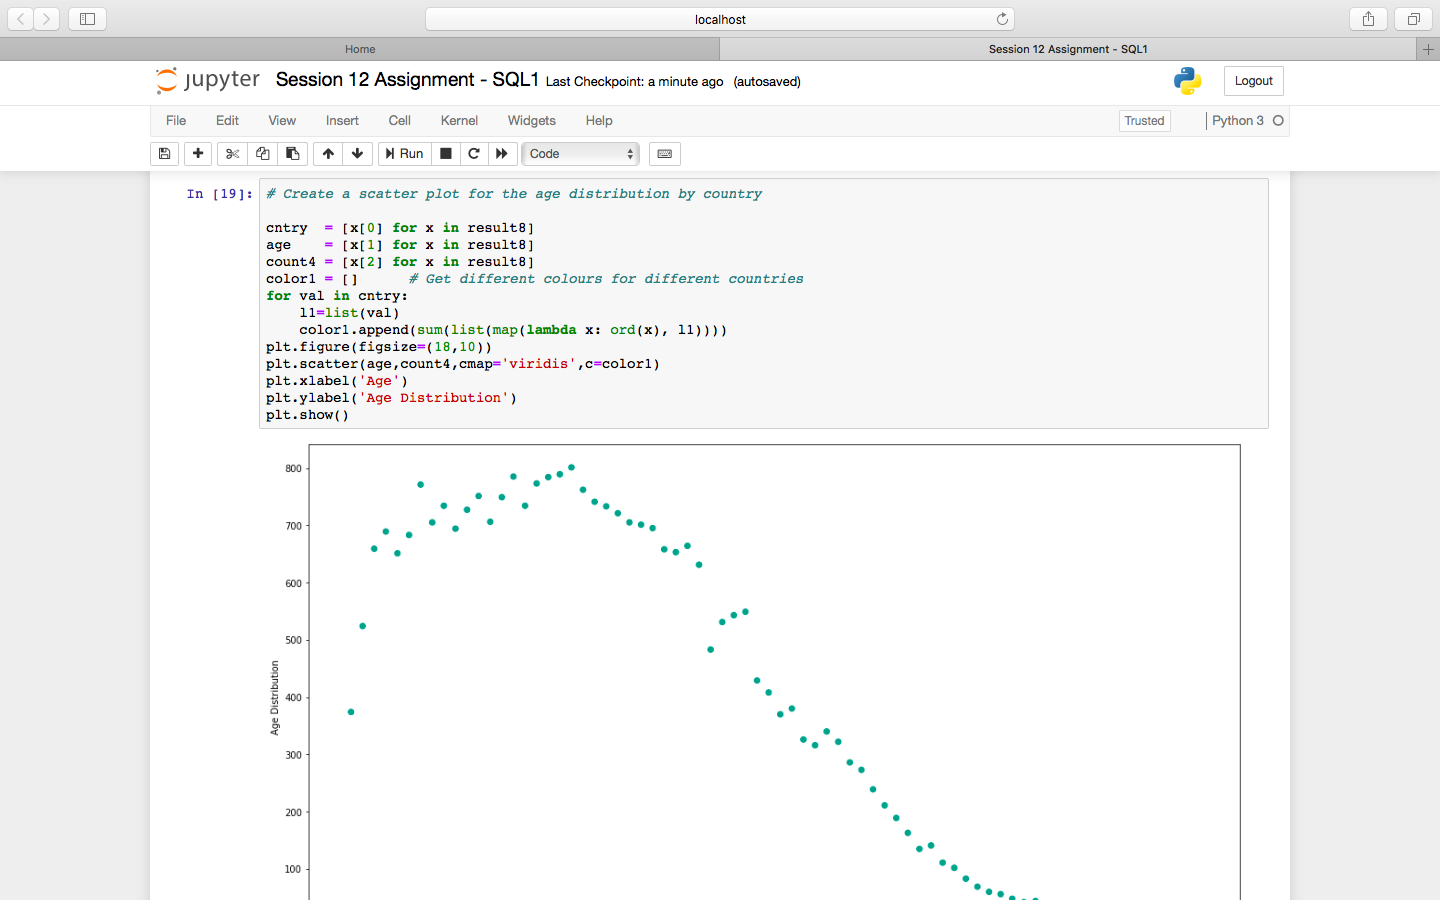 localhost
Home
Session 12 Assignment - SQL1
+
jupyter Session 12 Assignment - SQL1 Last Checkpoint: a minute ago (autosaved)
Logout
File Edit View Insert Cell Kernel Widgets Help
Trusted
Python 3
Run
Code
In [19]:
# Create a scatter plot for the age distribution by country
cntry  = [x[0] for x in result8]
age    = [x[1] for x in result8]
count4 = [x[2] for x in result8]
color1 = []      # Get different colours for different countries
for val in cntry:
    l1=list(val)
    color1.append(sum(list(map(lambda x: ord(x), l1))))
plt.figure(figsize=(18,10))
plt.scatter(age,count4,cmap='viridis',c=color1)
plt.xlabel('Age')
plt.ylabel('Age Distribution')
plt.show()
800
700
600
500
400
300
200
100
Age Distribution